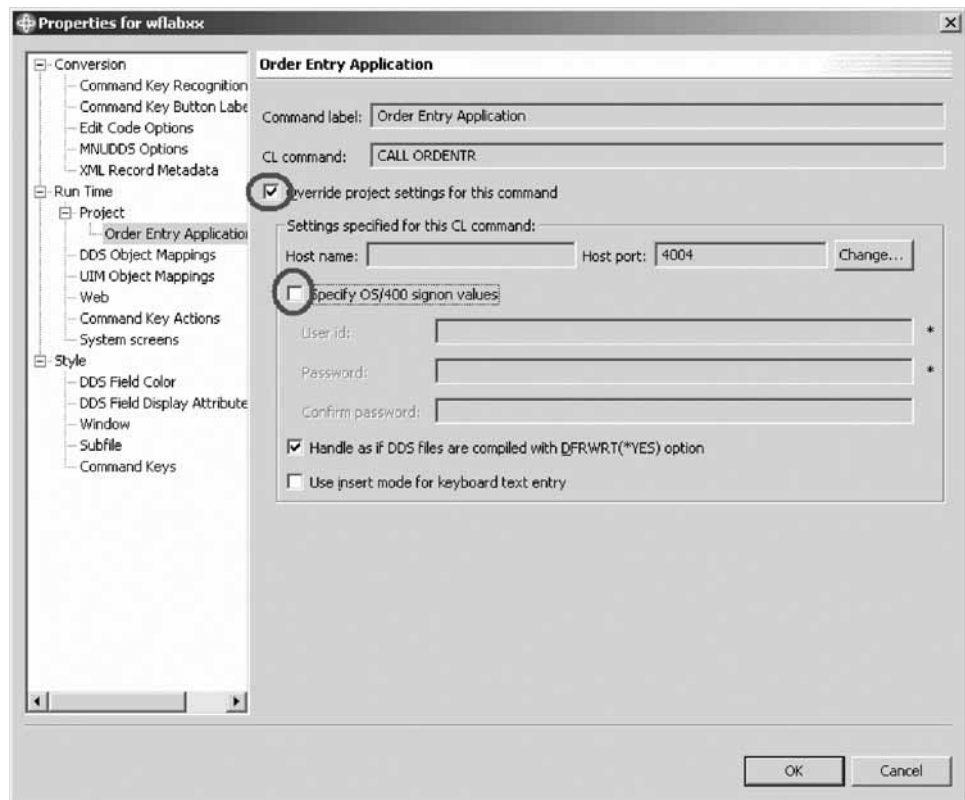 Properties for wflabxx
Conversion
Command Key Recognition
Command Key Button Labe
Edit Code Options
MNUDDS Options
XML Record Metadata
Run Time
Project
Order Entry Application
DDS Object Mappings
UIM Object Mappings
Web
Command Key Actions
System screens
Style
DDS Field Color
DDS Field Display Attribute
Window
Subfile
Command Keys
Order Entry Application
Command label: Order Entry Application
CL command: CALL ORDENTR
Override project settings for this command
Settings specified for this CL command:
Host name: Host port: 4004 Change...
Specify OS/400 signon values
User id: *
Password: *
Confirm password:
Handle as if DDS files are compiled with DFRWRT(*YES) option
Use insert mode for keyboard text entry
OK Cancel